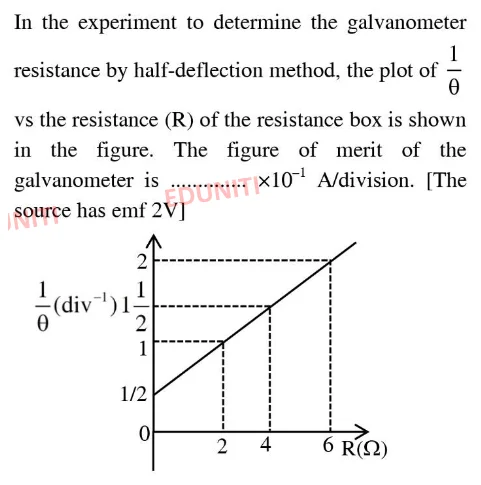 In the experiment to determine the galvanometer
resistance by half-deflection method, the plot of 1/θ
vs the resistance (R) of the resistance box is shown
in the figure. The figure of merit of the
galvanometer is ............... ×10⁻¹ A/division. [The
source has emf 2V]
EDUNITI
UNITI
2
1/θ (div⁻¹) 1 1/2
1
1/2
0
2 4 6 R(Ω)